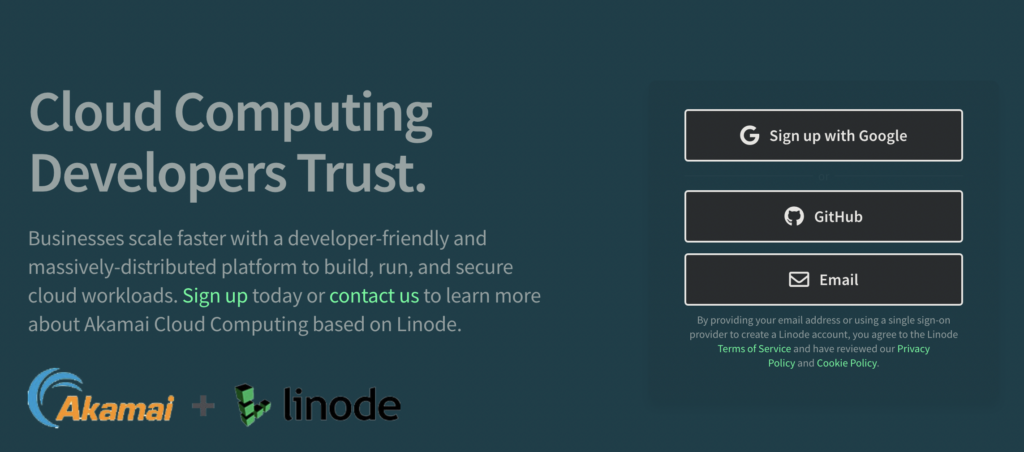 Cloud Computing
Developers Trust.
Businesses scale faster with a developer-friendly and
massively-distributed platform to build, run, and secure
cloud workloads. Sign up today or contact us to learn more
about Akamai Cloud Computing based on Linode.
Akamai + linode
Sign up with Google
or
GitHub
Email
By providing your email address or using a single sign-on
provider to create a Linode account, you agree to the Linode
Terms of Service and have reviewed our Privacy
Policy and Cookie Policy.